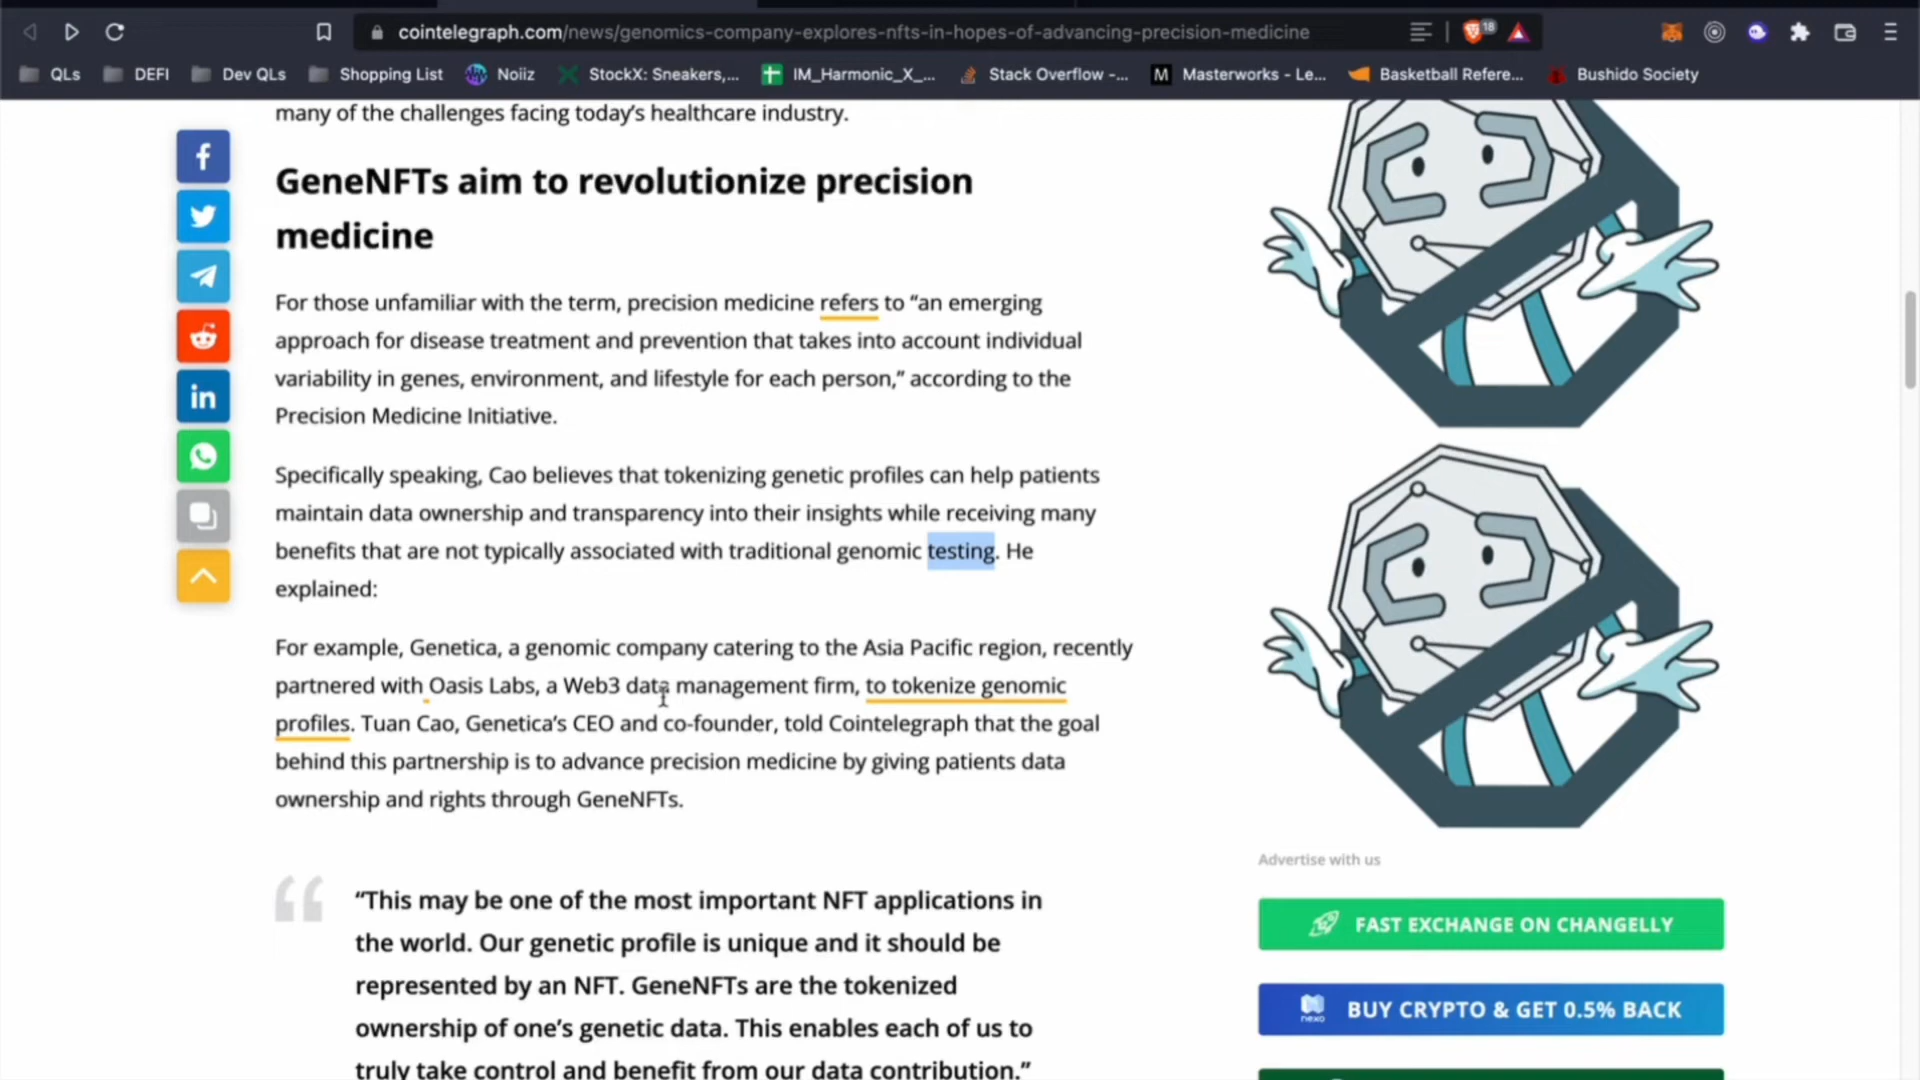 cointelegraph.com/news/genomics-company-explores-nfts-in-hopes-of-advancing-precision-medicine
18
QLs
DEFI
Dev QLs
Shopping List
Noiiz
StockX: Sneakers,...
IM_Harmonic_X_...
Stack Overflow -...
M
Masterworks - Le...
Basketball Refere...
Bushido Society
many of the challenges facing today's healthcare industry.
GeneNFTs aim to revolutionize precision
medicine
For those unfamiliar with the term, precision medicine refers to “an emerging
approach for disease treatment and prevention that takes into account individual
variability in genes, environment, and lifestyle for each person,” according to the
Precision Medicine Initiative.
Specifically speaking, Cao believes that tokenizing genetic profiles can help patients
maintain data ownership and transparency into their insights while receiving many
benefits that are not typically associated with traditional genomic testing. He
explained:
For example, Genetica, a genomic company catering to the Asia Pacific region, recently
partnered with Oasis Labs, a Web3 data management firm, to tokenize genomic
profiles. Tuan Cao, Genetica's CEO and co-founder, told Cointelegraph that the goal
behind this partnership is to advance precision medicine by giving patients data
ownership and rights through GeneNFTs.
“This may be one of the most important NFT applications in
the world. Our genetic profile is unique and it should be
represented by an NFT. GeneNFTs are the tokenized
ownership of one's genetic data. This enables each of us to
truly take control and benefit from our data contribution.”
Advertise with us
FAST EXCHANGE ON CHANGELLY
nexo
BUY CRYPTO & GET 0.5% BACK